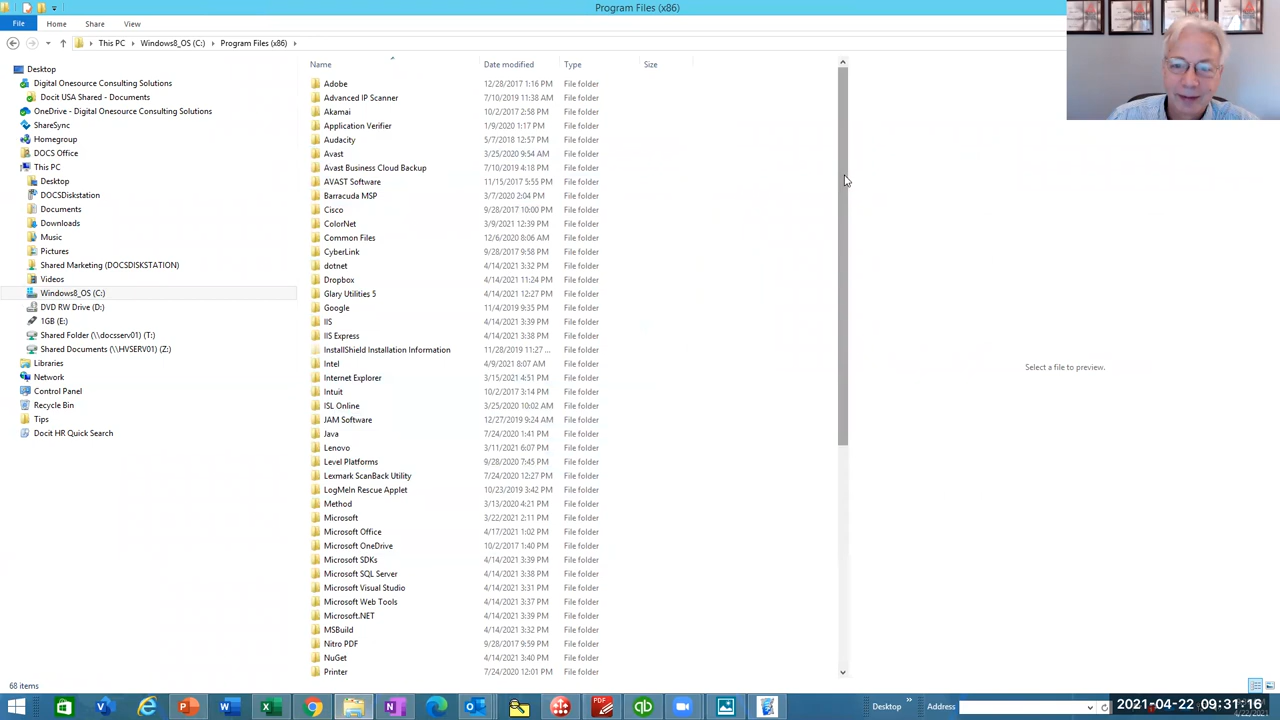 Program Files (x86)
File Home Share View
This PC Windows8_OS (C:) Program Files (x86)
Name Date modified Type Size
Desktop
Digital Onesource Consulting Solutions
Docit USA Shared - Documents
OneDrive - Digital Onesource Consulting Solutions
ShareSync
Homegroup
DOCS Office
This PC
Desktop
DOCSDiskstation
Documents
Downloads
Music
Pictures
Shared Marketing (DOCSDISKSTATION)
Videos
Windows8_OS (C:)
DVD RW Drive (D:)
1GB (E:)
Shared Folder (\\docsserv01) (T:)
Shared Documents (\\HVSERV01) (Z:)
Libraries
Network
Control Panel
Recycle Bin
Tips
Docit HR Quick Search
Adobe 12/28/2017 1:16 PM File folder
Advanced IP Scanner 7/10/2019 11:38 AM File folder
Akamai 10/2/2017 2:58 PM File folder
Application Verifier 1/9/2020 1:17 PM File folder
Audacity 5/7/2018 12:57 PM File folder
Avast 3/25/2020 9:54 AM File folder
Avast Business Cloud Backup 7/10/2019 4:18 PM File folder
AVAST Software 11/15/2017 5:55 PM File folder
Barracuda MSP 3/7/2020 2:04 PM File folder
Cisco 9/28/2017 10:00 PM File folder
ColorNet 3/9/2021 12:39 PM File folder
Common Files 12/6/2020 8:06 AM File folder
CyberLink 9/28/2017 9:58 PM File folder
dotnet 4/14/2021 3:32 PM File folder
Dropbox 4/14/2021 11:24 PM File folder
Glary Utilities 5 4/14/2021 12:27 PM File folder
Google 11/4/2019 9:35 PM File folder
IIS 4/14/2021 3:39 PM File folder
IIS Express 4/14/2021 3:38 PM File folder
InstallShield Installation Information 11/28/2019 11:27 ... File folder
Intel 4/9/2021 8:07 AM File folder
Internet Explorer 3/15/2021 4:51 PM File folder
Intuit 10/2/2017 3:14 PM File folder
ISL Online 3/25/2020 10:02 AM File folder
JAM Software 12/27/2019 9:24 AM File folder
Java 7/24/2020 1:41 PM File folder
Lenovo 3/11/2021 6:07 PM File folder
Level Platforms 9/28/2020 7:45 PM File folder
Lexmark ScanBack Utility 7/24/2020 12:27 PM File folder
LogMeIn Rescue Applet 10/23/2019 3:42 PM File folder
Method 3/13/2020 4:21 PM File folder
Microsoft 3/22/2021 2:11 PM File folder
Microsoft Office 4/17/2021 1:02 PM File folder
Microsoft OneDrive 10/2/2017 1:40 PM File folder
Microsoft SDKs 4/14/2021 3:39 PM File folder
Microsoft SQL Server 4/14/2021 3:38 PM File folder
Microsoft Visual Studio 4/14/2021 3:31 PM File folder
Microsoft Web Tools 4/14/2021 3:37 PM File folder
Microsoft.NET 4/14/2021 3:39 PM File folder
MSBuild 4/14/2021 3:32 PM File folder
Nitro PDF 9/28/2017 9:59 PM File folder
NuGet 4/14/2021 3:40 PM File folder
Printer 7/24/2020 12:01 PM File folder
Select a file to preview.
68 items
Desktop » Address
2021-04-22 09:31:16